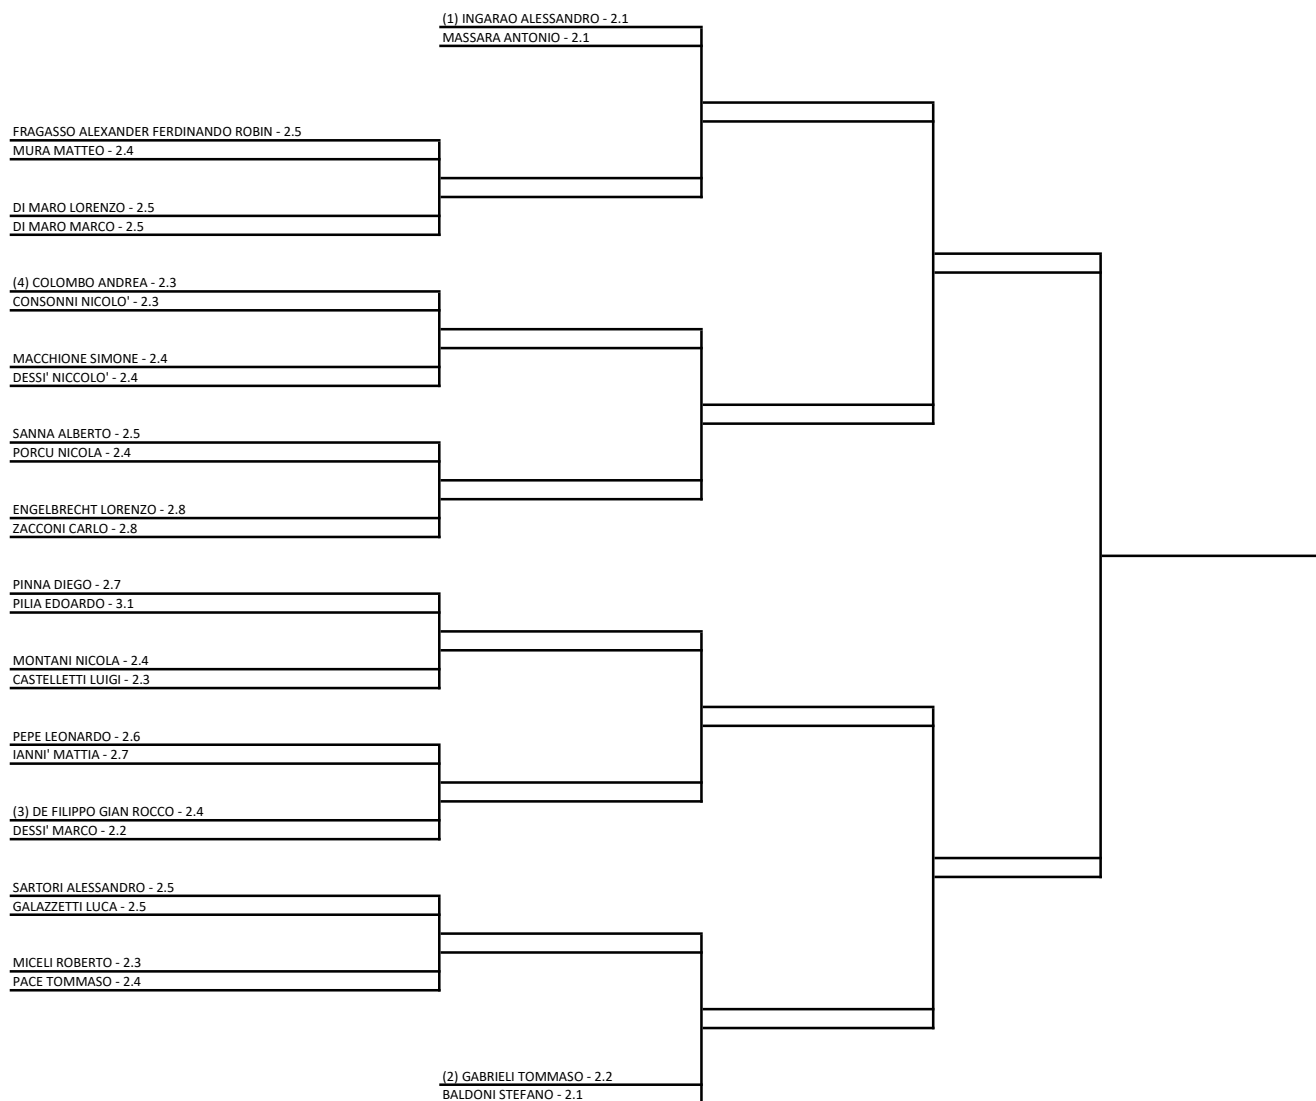 (1) INGARAO ALESSANDRO - 2.1
MASSARA ANTONIO - 2.1
FRAGASSO ALEXANDER FERDINANDO ROBIN - 2.5
MURA MATTEO - 2.4
DI MARO LORENZO - 2.5
DI MARO MARCO - 2.5
(4) COLOMBO ANDREA - 2.3
CONSONNI NICOLO' - 2.3
MACCHIONE SIMONE - 2.4
DESSI' NICCOLO' - 2.4
SANNA ALBERTO - 2.5
PORCU NICOLA - 2.4
ENGELBRECHT LORENZO - 2.8
ZACCONI CARLO - 2.8
PINNA DIEGO - 2.7
PILIA EDOARDO - 3.1
MONTANI NICOLA - 2.4
CASTELLETTI LUIGI - 2.3
PEPE LEONARDO - 2.6
IANNI' MATTIA - 2.7
(3) DE FILIPPO GIAN ROCCO - 2.4
DESSI' MARCO - 2.2
SARTORI ALESSANDRO - 2.5
GALAZZETTI LUCA - 2.5
MICELI ROBERTO - 2.3
PACE TOMMASO - 2.4
(2) GABRIELI TOMMASO - 2.2
BALDONI STEFANO - 2.1